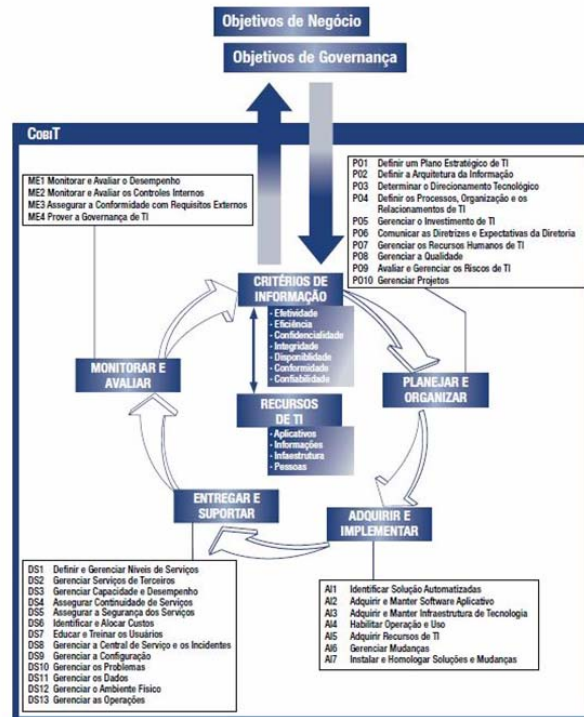 Objetivos de Negócio
Objetivos de Governança
COBIT
ME1 Monitorar e Avaliar o Desempenho
ME2 Monitorar e Avaliar os Controles Internos
ME3 Assegurar a Conformidade com Requisitos Externos
ME4 Prover a Governança de TI
PO1 Definir um Plano Estratégico de TI
PO2 Definir a Arquitetura da Informação
PO3 Determinar o Direcionamento Tecnológico
PO4 Definir os Processos, Organização e os
Relacionamentos de TI
PO5 Gerenciar o Investimento de TI
PO6 Comunicar as Diretrizes e Expectativas da Diretoria
PO7 Gerenciar os Recursos Humanos de TI
PO8 Gerenciar a Qualidade
PO9 Avaliar e Gerenciar os Riscos de TI
PO10 Gerenciar Projetos
CRITÉRIOS DE
INFORMAÇÃO
- Efetividade
- Eficiência
- Confidencialidade
- Integridade
- Disponiblidade
- Conformidade
- Confiabilidade
MONITORAR E
AVALIAR
PLANEJAR E
ORGANIZAR
RECURSOS
DE TI
- Aplicativos
- Informações
- Infaestrutura
- Pessoas
ENTREGAR E
SUPORTAR
ADQUIRIR E
IMPLEMENTAR
DS1 Definir e Gerenciar Níveis de Serviços
DS2 Gerenciar Serviços de Terceiros
DS3 Gerenciar Capacidade e Desempenho
DS4 Assegurar Continuidade de Serviços
DS5 Assegurar a Segurança dos Serviços
DS6 Identificar e Alocar Custos
DS7 Educar e Treinar os Usuários
DS8 Gerenciar a Central de Serviço e os Incidentes
DS9 Gerenciar a Configuração
DS10 Gerenciar os Problemas
DS11 Gerenciar os Dados
DS12 Gerenciar o Ambiente Físico
DS13 Gerenciar as Operações
AI1 Identificar Solução Automatizadas
AI2 Adquirir e Manter Software Aplicativo
AI3 Adquirir e Manter Infraestrutura de Tecnologia
AI4 Habilitar Operação e Uso
AI5 Adquirir Recursos de TI
AI6 Gerenciar Mudanças
AI7 Instalar e Homologar Soluções e Mudanças